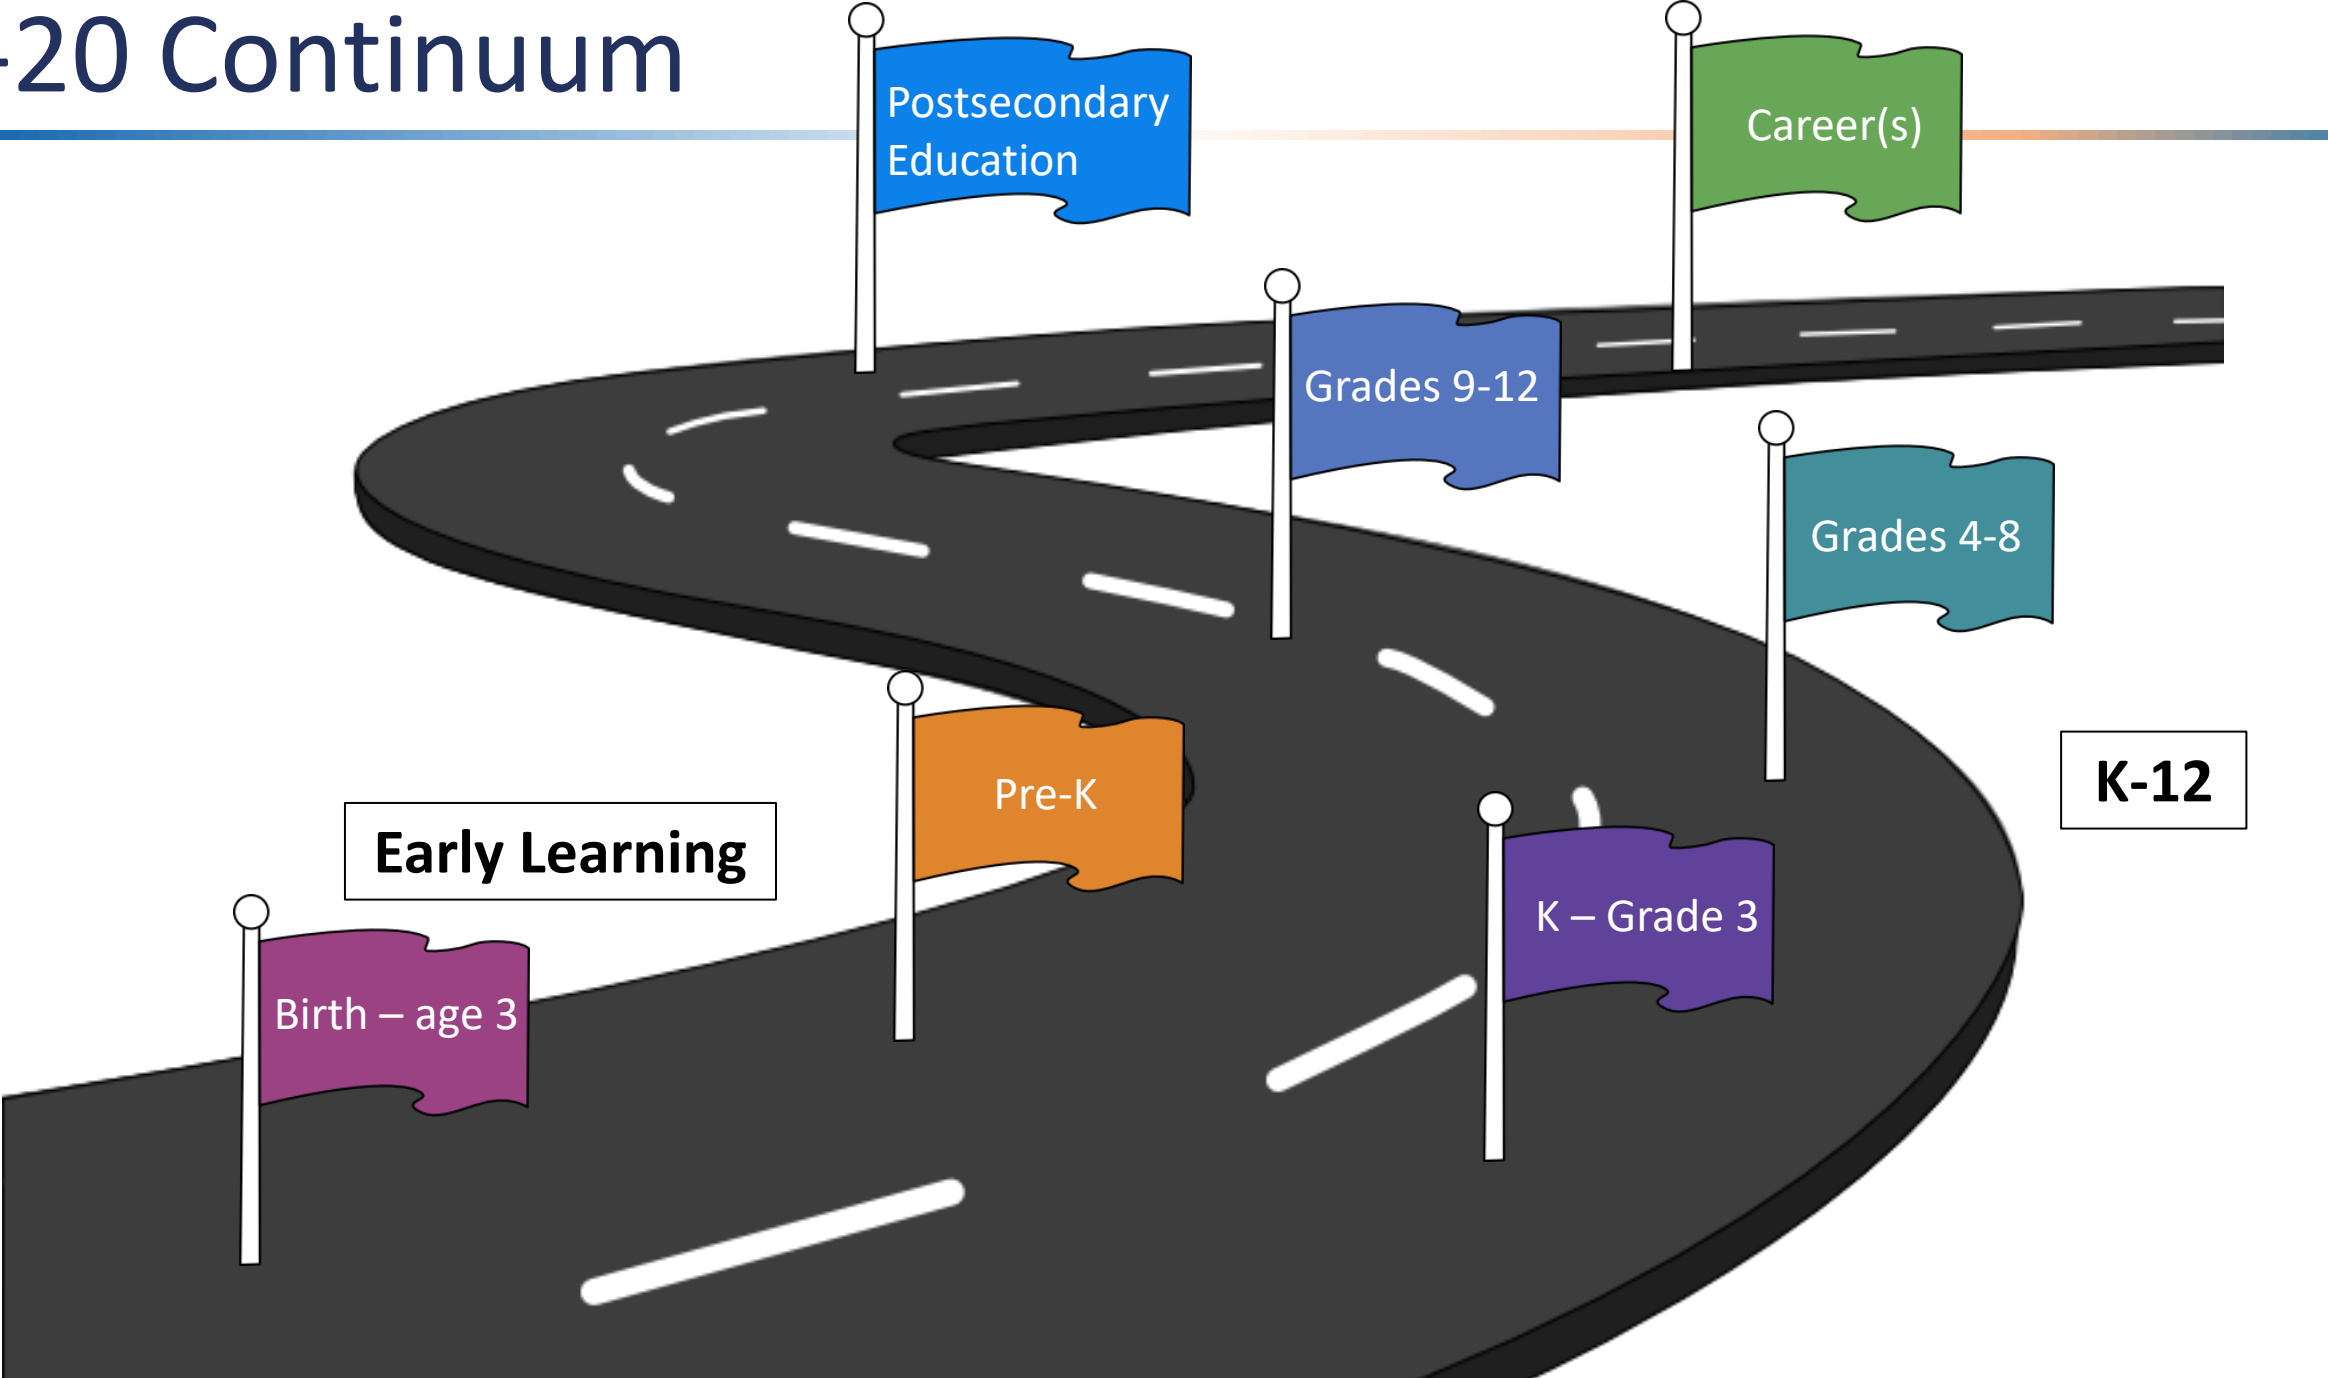 -20 Continuum
Postsecondary
Education
Career(s)
Grades 9-12
Grades 4-8
K-12
Pre-K
Early Learning
K – Grade 3
Birth – age 3